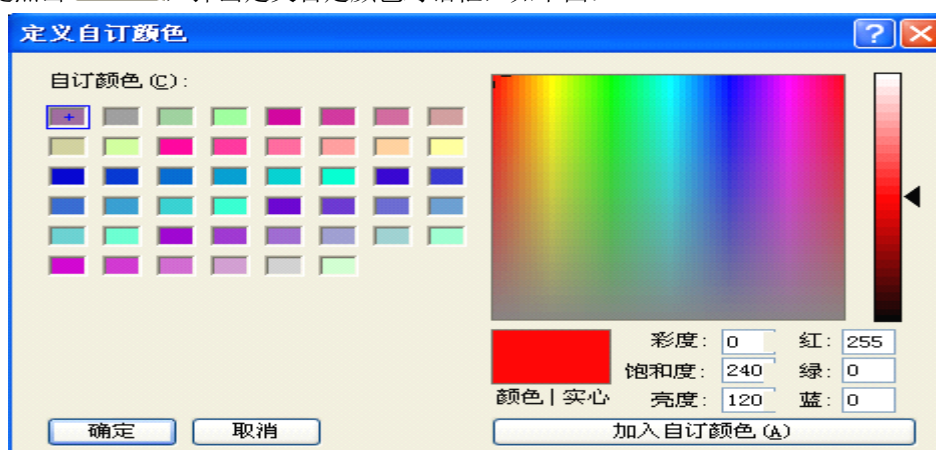 定义自订颜色
自订颜色(C):
彩度: 0 红: 255
饱和度: 240 绿: 0
颜色|实心 亮度: 120 蓝: 0
确定 取消 加入自订颜色(A)